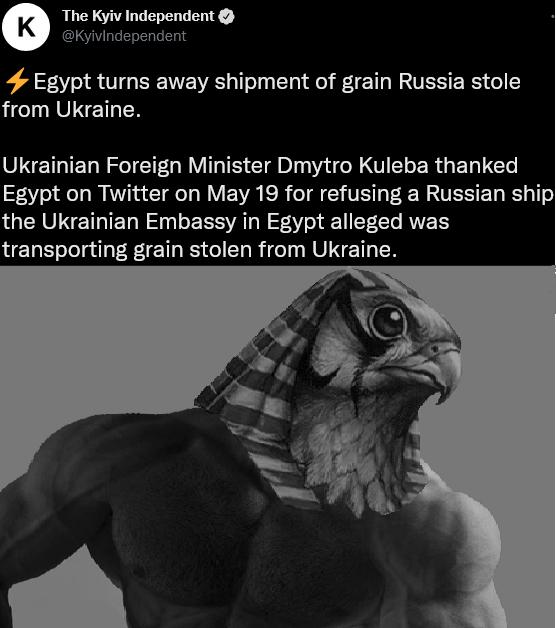 K
The Kyiv Independent
@KyivIndependent
⚡Egypt turns away shipment of grain Russia stole
from Ukraine.
Ukrainian Foreign Minister Dmytro Kuleba thanked
Egypt on Twitter on May 19 for refusing a Russian ship
the Ukrainian Embassy in Egypt alleged was
transporting grain stolen from Ukraine.